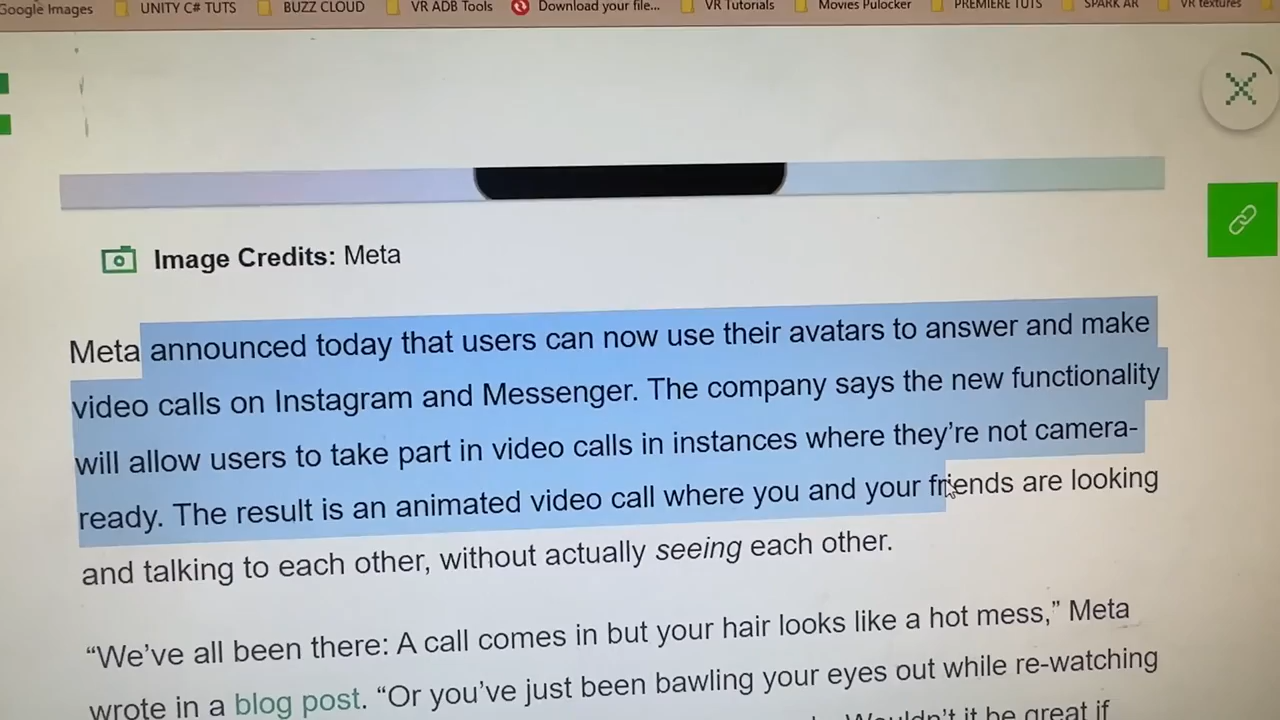 Google Images UNITY C# TUTS BUZZ CLOUD VR ADB Tools Download your file... VR Tutorials Movies Pulocker PREMIERE TUTS SPARK AR VR textures
Image Credits: Meta
Meta announced today that users can now use their avatars to answer and make
video calls on Instagram and Messenger. The company says the new functionality
will allow users to take part in video calls in instances where they’re not camera-
ready. The result is an animated video call where you and your friends are looking
and talking to each other, without actually seeing each other.
“We’ve all been there: A call comes in but your hair looks like a hot mess,” Meta
wrote in a blog post. “Or you’ve just been bawling your eyes out while re-watching
Wouldn’t it be great if